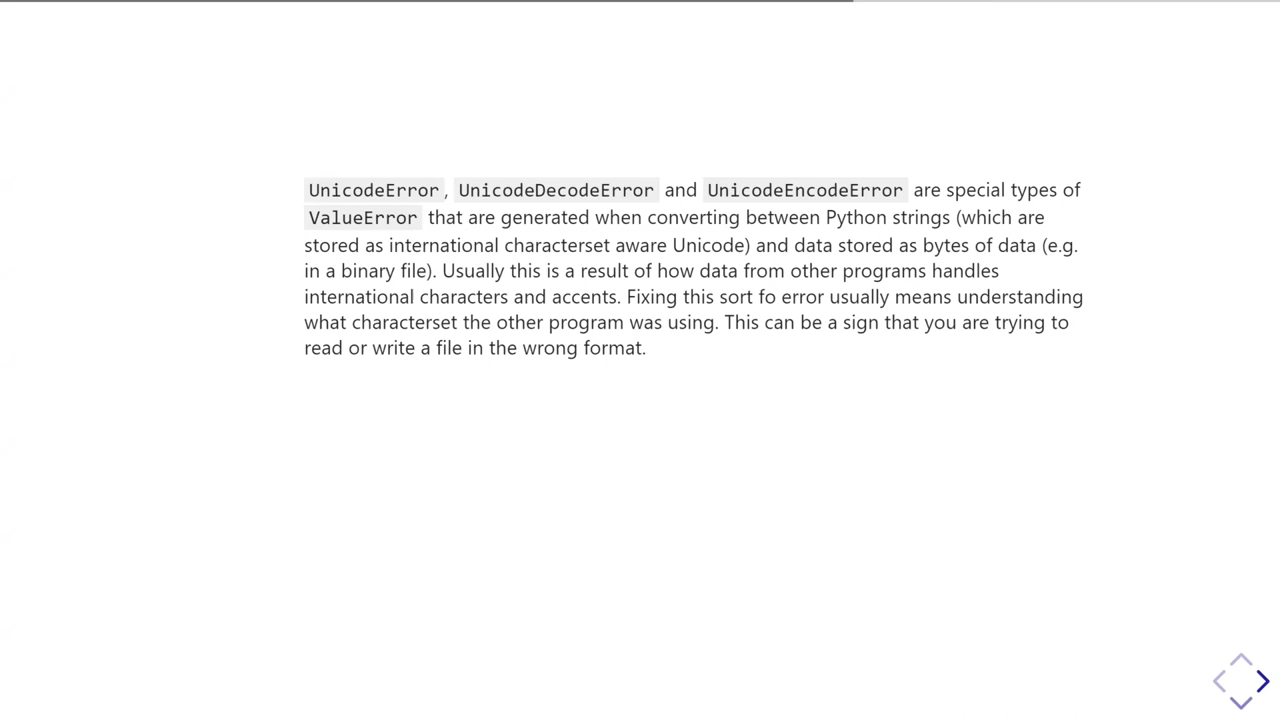 UnicodeError, UnicodeDecodeError and UnicodeEncodeError are special types of
ValueError that are generated when converting between Python strings (which are
stored as international characterset aware Unicode) and data stored as bytes of data (e.g.
in a binary file). Usually this is a result of how data from other programs handles
international characters and accents. Fixing this sort fo error usually means understanding
what characterset the other program was using. This can be a sign that you are trying to
read or write a file in the wrong format.